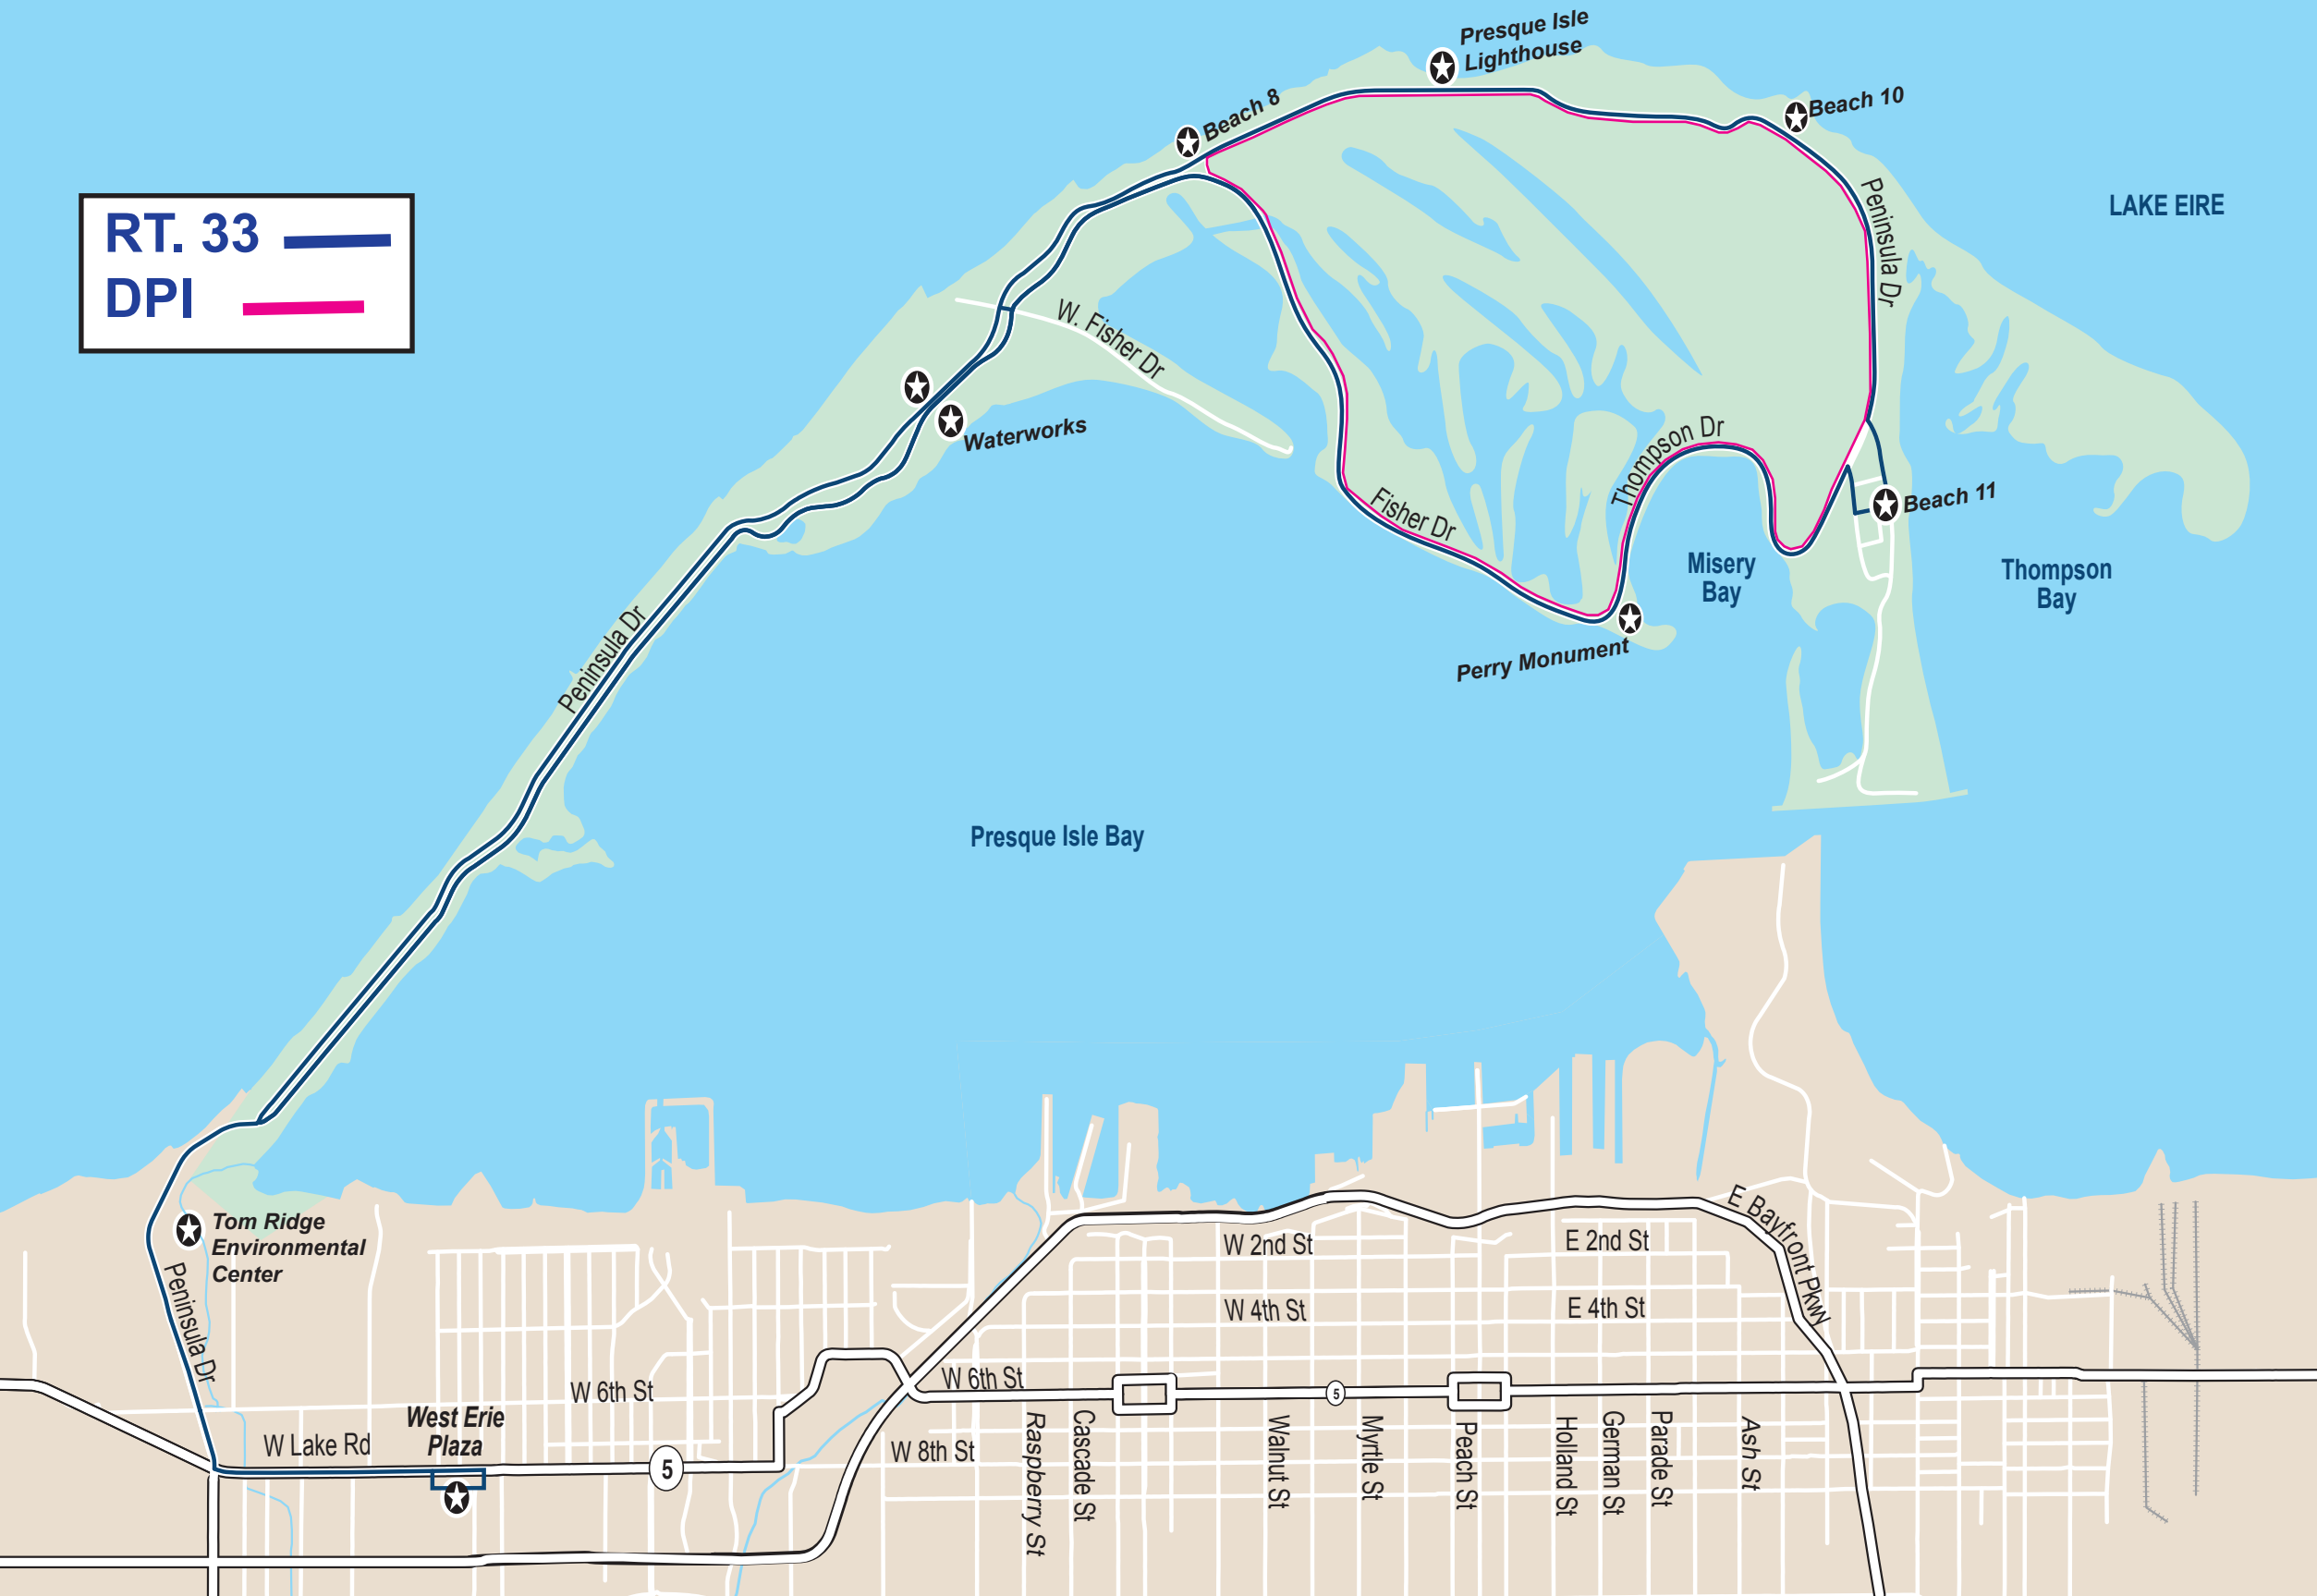 Presque Isle
Lighthouse
Beach 8
Beach 10
RT. 33
DPI
LAKE EIRE
Peninsula Dr
W. Fisher Dr
Waterworks
Thompson Dr
Fisher Dr
Beach 11
Misery
Bay
Thompson
Bay
Perry Monument
Peninsula Dr
Presque Isle Bay
Tom Ridge
Environmental
Center
Peninsula Dr
E Bayfront Pkwy
W 2nd St
E 2nd St
W 4th St
E 4th St
W 6th St
W 6th St
5
West Erie
Plaza
W Lake Rd
5
W 8th St
Raspberry St
Cascade St
Walnut St
Myrtle St
Peach St
Holland St
German St
Parade St
Ash St